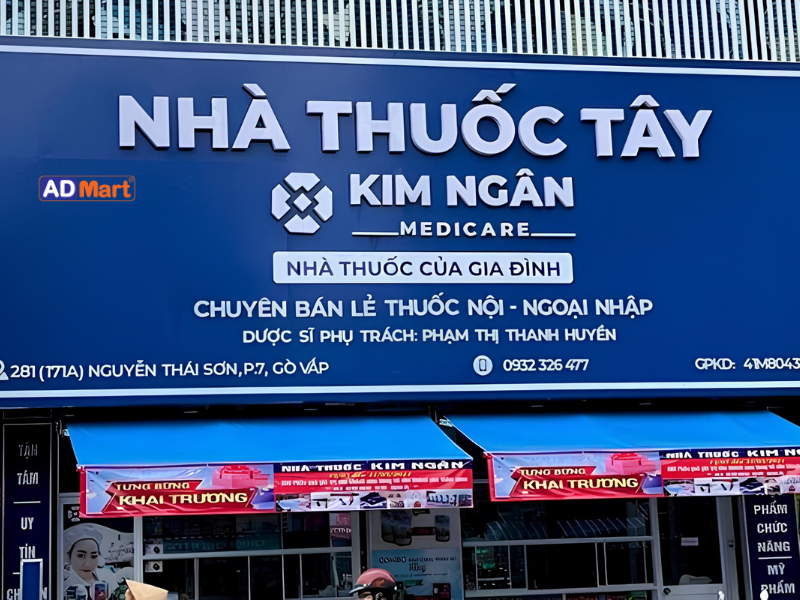 NHÀ THUỐC TÂY
AD Mart
KIM NGÂN
MEDICARE
NHÀ THUỐC CỦA GIA ĐÌNH
CHUYÊN BÁN LẺ THUỐC NỘI - NGOẠI NHẬP
DƯỢC SĨ PHỤ TRÁCH: PHẠM THỊ THANH HUYỀN
281 (171A) NGUYỄN THÁI SƠN, P.7, GÒ VẤP
0932 326 477
GPKD: 41M8043
TẬN
TÂM
UY
TÍN
TƯNG BỪNG
KHAI TRƯƠNG
NHÀ THUỐC KIM NGÂN
TƯNG BỪNG
KHAI TRƯƠNG
NHÀ THUỐC KIM NGÂN
PHẨM
CHỨC
NĂNG
MỸ
PHẨM